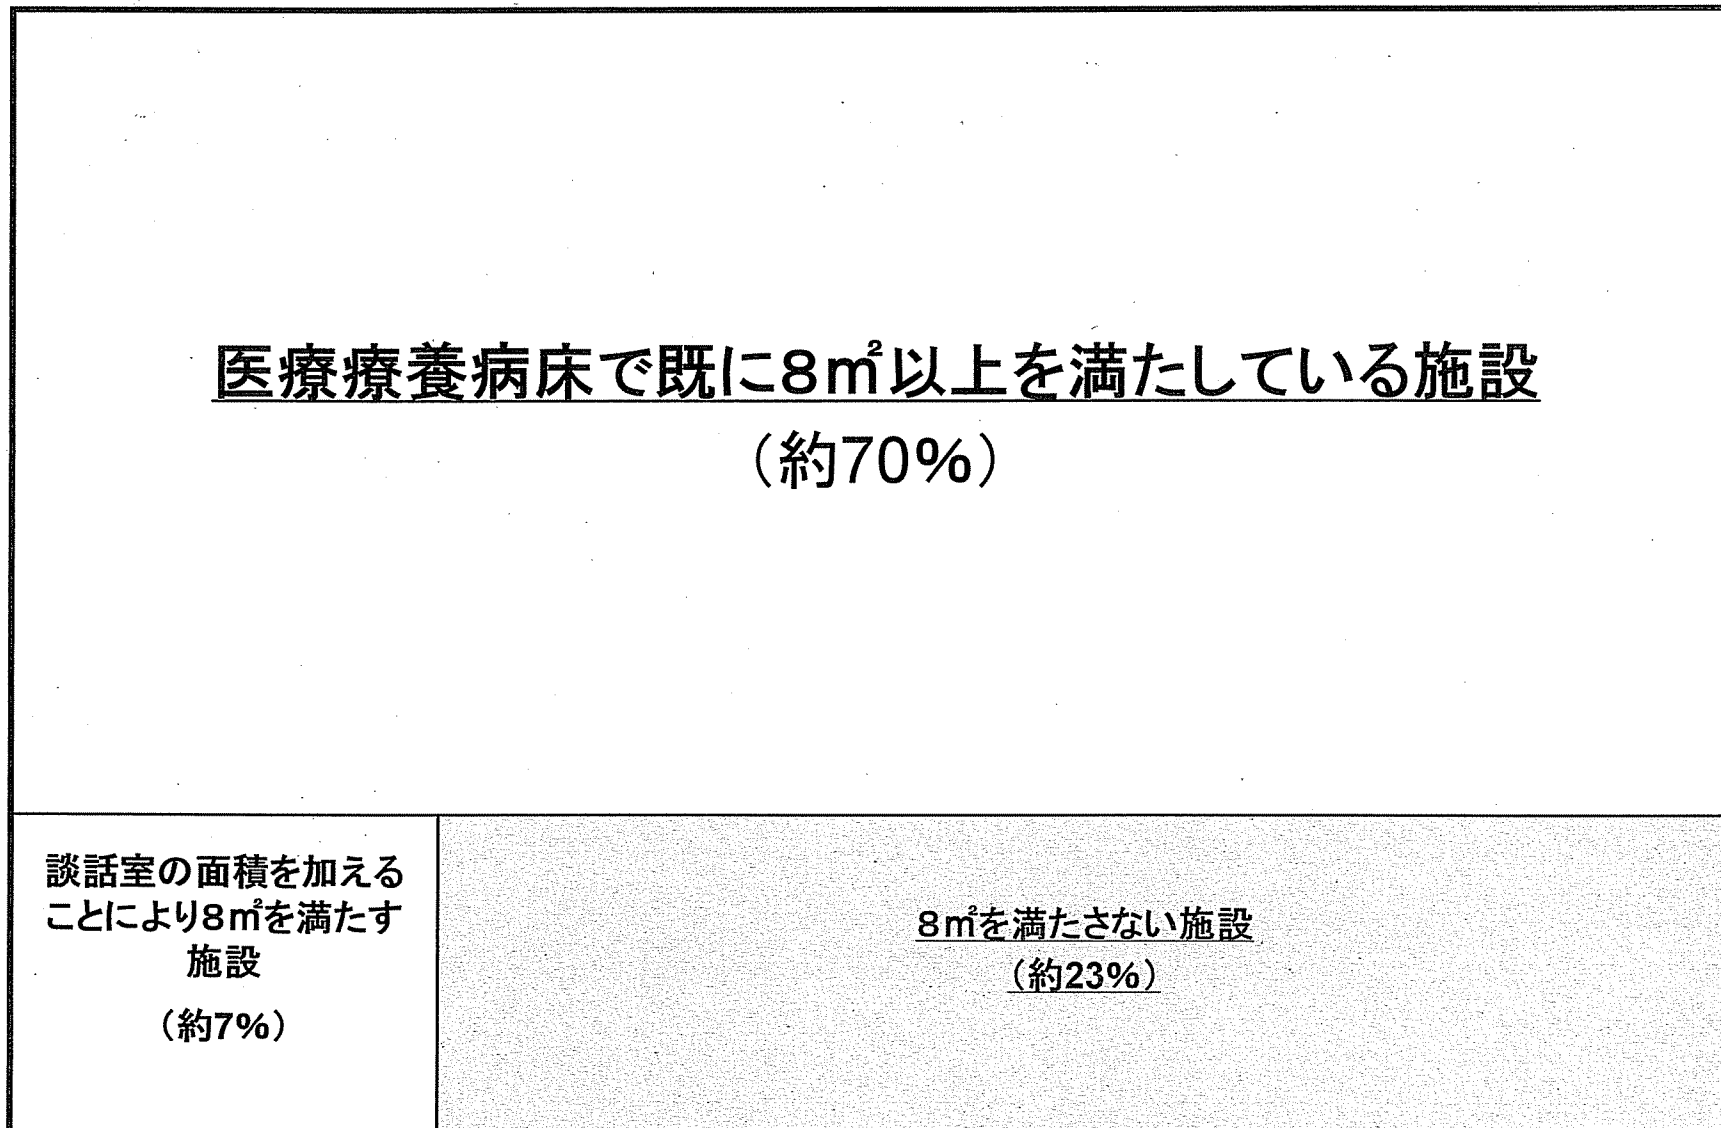 医療療養病床で既に8㎡以上を満たしている施設
（約70%）
談話室の面積を加える
ことにより8㎡を満たす
施設
（約7%）
8㎡を満たさない施設
（約23%）